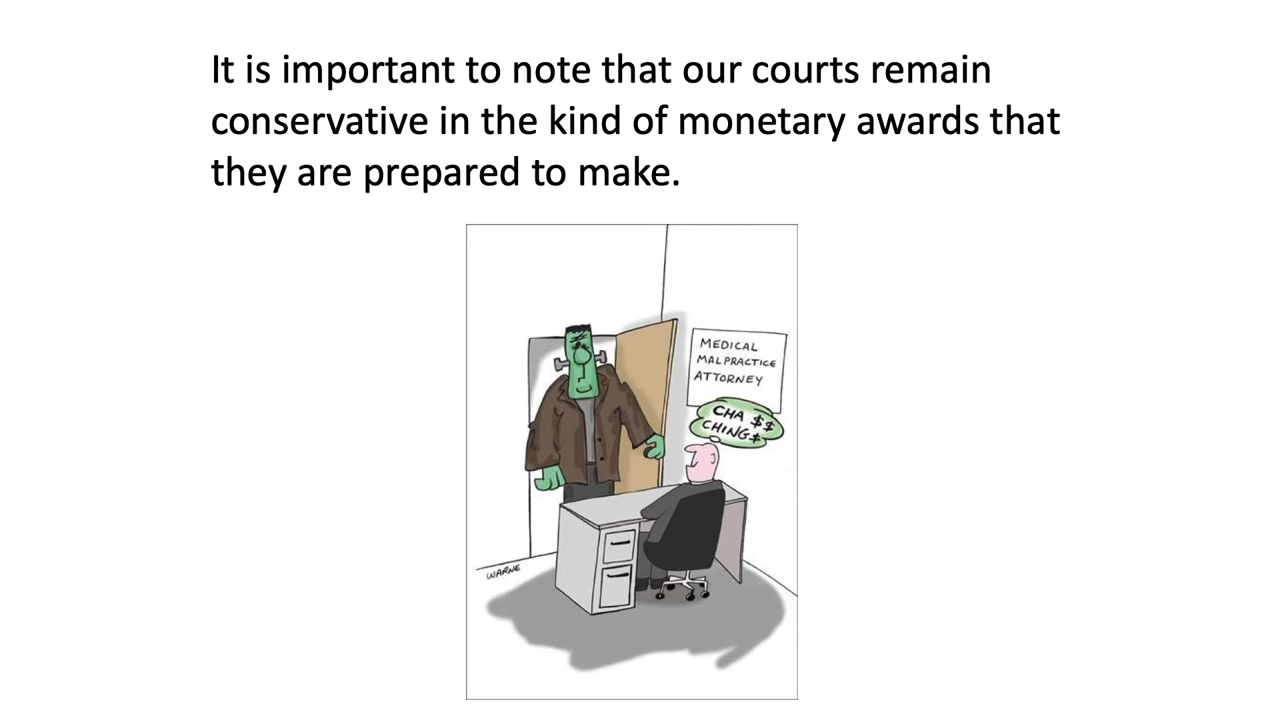 It is important to note that our courts remain
conservative in the kind of monetary awards that
they are prepared to make.
MEDICAL
MALPRACTICE
ATTORNEY
CHA $$
CHING$
WARNE